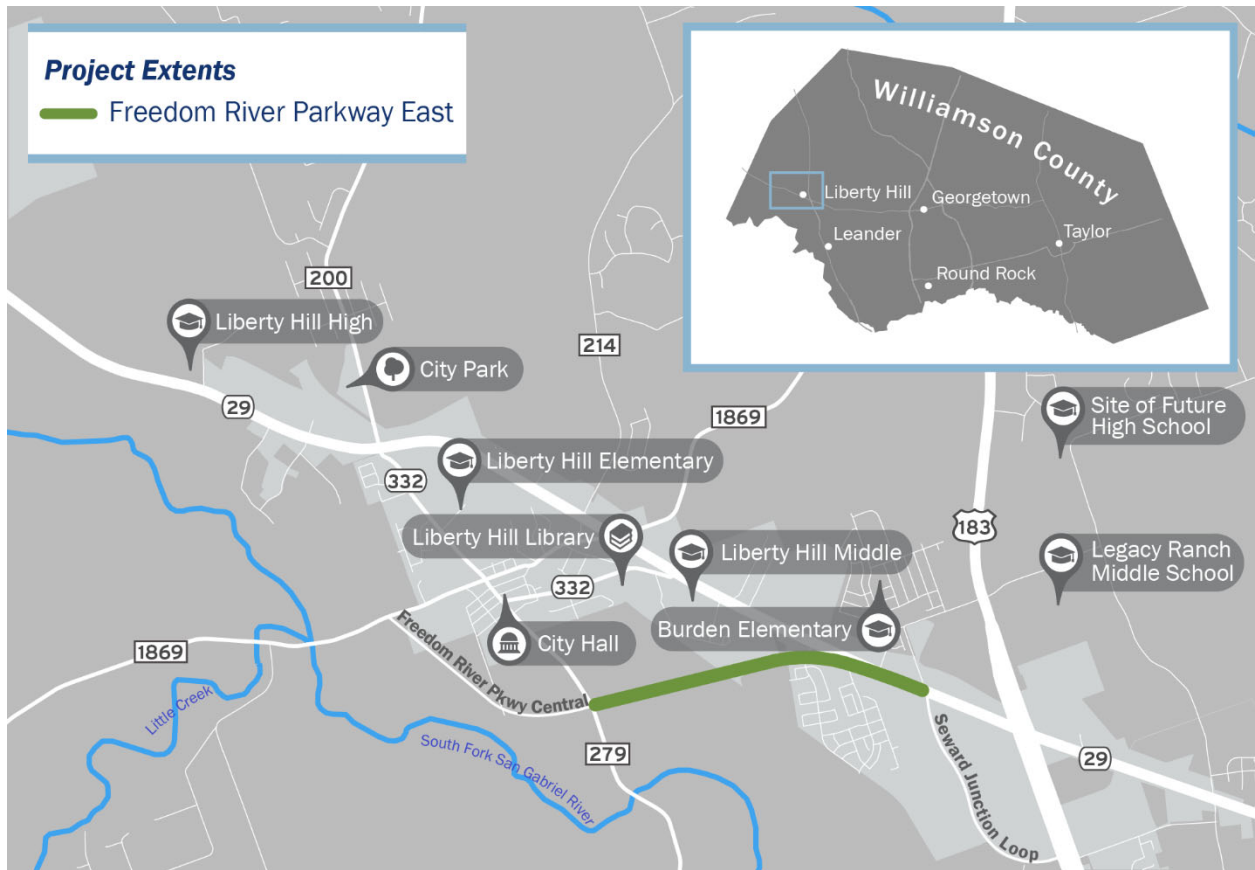 Project Extents
Freedom River Parkway East
Williamson County
Liberty Hill
Georgetown
Leander
Taylor
Round Rock
200
Liberty Hill High
City Park
214
29
1869
Site of Future
High School
332
Liberty Hill Elementary
183
Liberty Hill Library
Liberty Hill Middle
Legacy Ranch
Middle School
332
Burden Elementary
City Hall
1869
Freedom River Pkwy Central
Little Creek
South Fork San Gabriel River
279
Seward Junction Loop
29